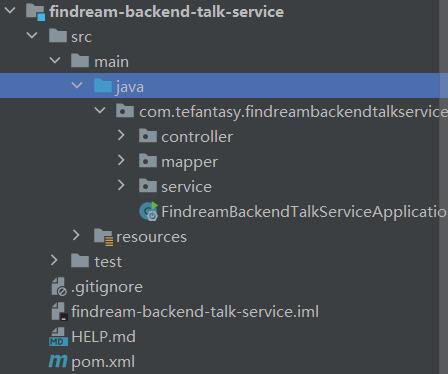 findream-backend-talk-service
src
main
java
com.tefantasy.findreambackendtalkservice
controller
mapper
service
FindreamBackendTalkServiceApplicatio
resources
test
.gitignore
findream-backend-talk-service.iml
MD HELP.md
m pom.xml